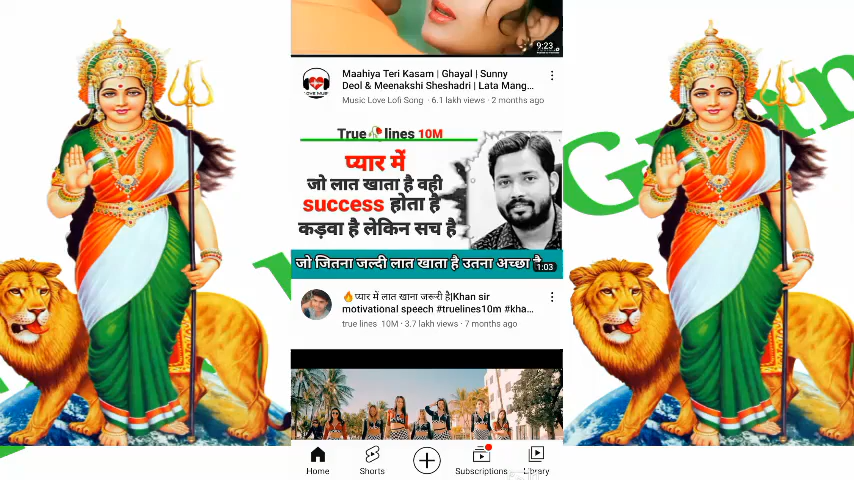 9:23
Maahiya Teri Kasam | Ghayal | Sunny
Deol & Meenakshi Sheshadri | Lata Mang...
Music Love Lofi Song · 6.1 lakh views · 2 months ago
True lines 10M
प्यार में
जो लात खाता है वही
success होता है
कड़वा है लेकिन सच है
जो जितना जल्दी लात खाता है उतना अच्छा है
1:03
🔥प्यार में लात खाना जरूरी है|Khan sir
motivational speech #truelines10m #kha...
true lines 10M · 3.7 lakh views · 7 months ago
Home
Shorts
Subscriptions
Library